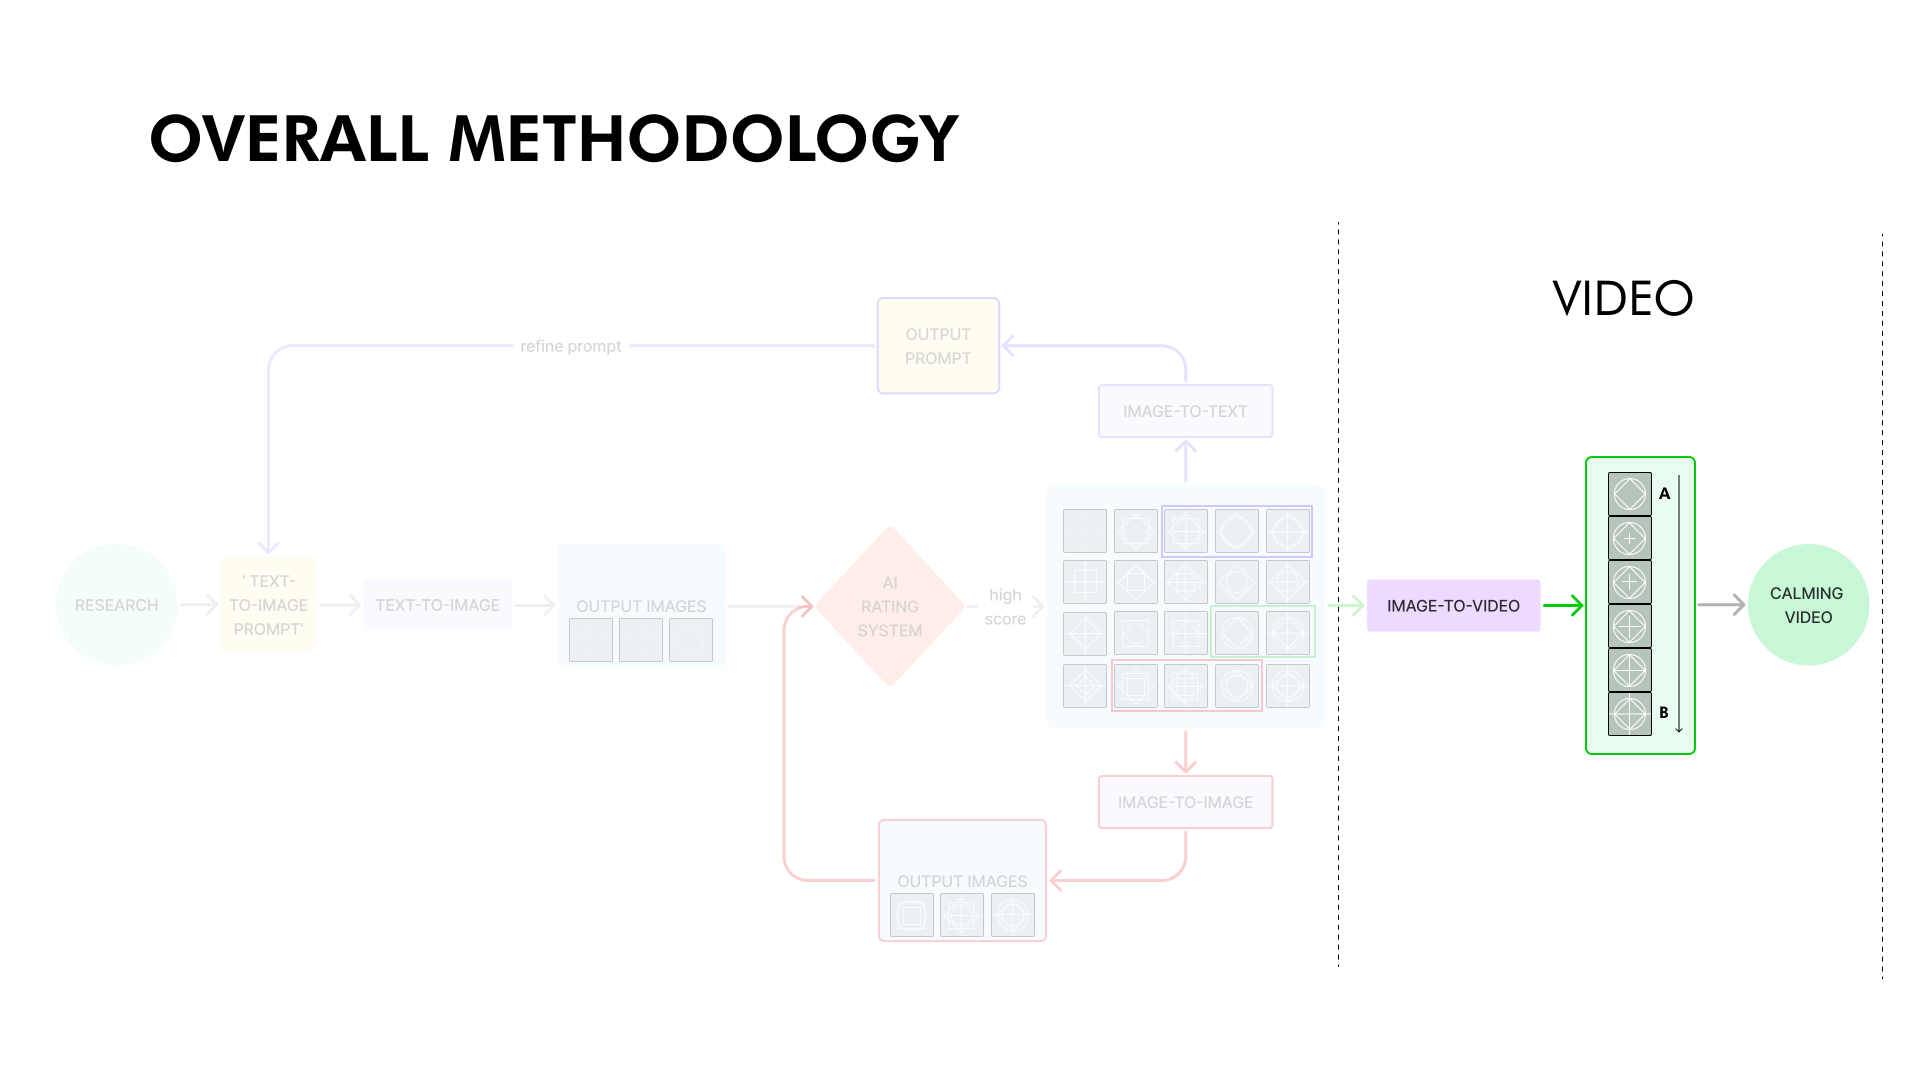 OVERALL METHODOLOGY
VIDEO
OUTPUT
PROMPT
refine prompt
IMAGE-TO-TEXT
RESEARCH
' TEXT-
TO-IMAGE
PROMPT'
TEXT-TO-IMAGE
OUTPUT IMAGES
AI
RATING
SYSTEM
high
score
IMAGE-TO-VIDEO
A
B
CALMING
VIDEO
IMAGE-TO-IMAGE
OUTPUT IMAGES